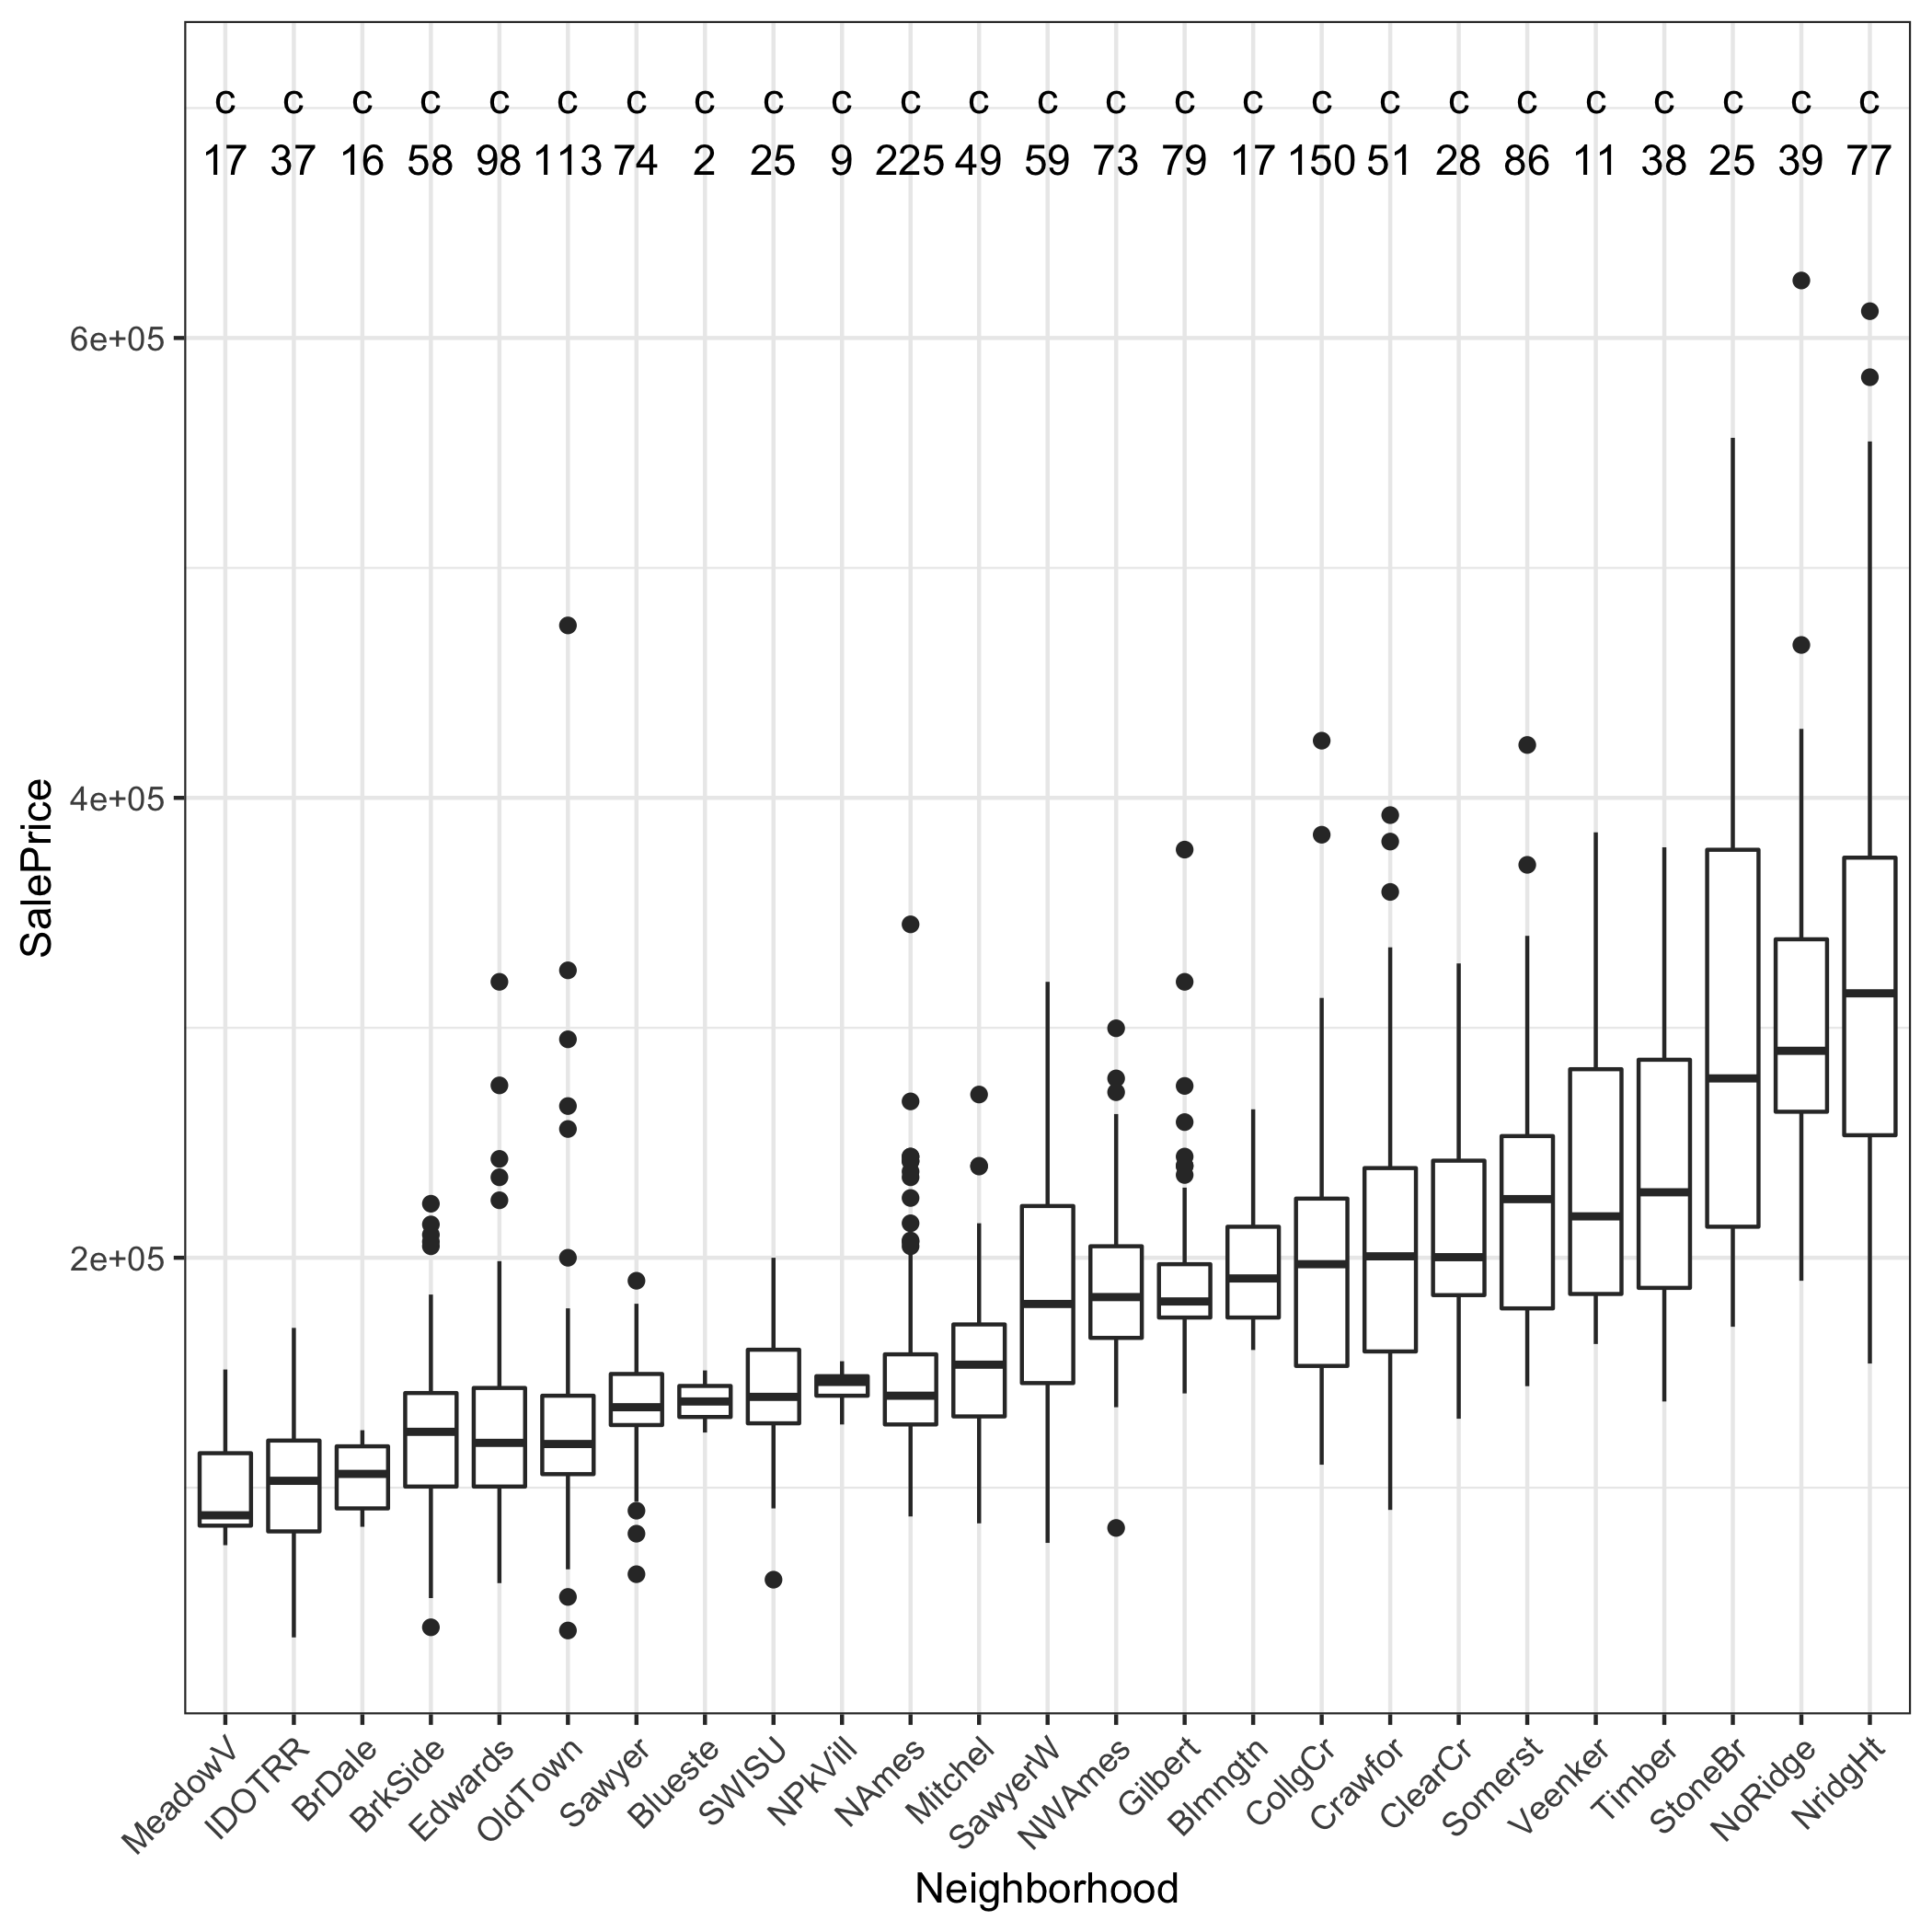 c c c c c c c c c c c c c c c c c c c c c c c c c
17 37 16 58 98 113 74 2 25 9 225 49 59 73 79 17 150 51 28 86 11 38 25 39 77
6e+05
4e+05
2e+05
SalePrice
MeadowV IDOTRR BrDale BrkSide Edwards OldTown Sawyer Blueste SWISU NPkVill NAmes Mitchel SawyerW NWAmes Gilbert Blmngtn CollgCr Crawfor ClearCr Somerst Veenker Timber StoneBr NoRidge NridgHt
Neighborhood